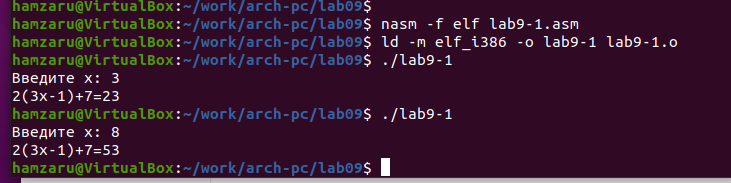 hamzaru@VirtualBox:~/work/arch-pc/lab09$
hamzaru@VirtualBox:~/work/arch-pc/lab09$ nasm -f elf lab9-1.asm
hamzaru@VirtualBox:~/work/arch-pc/lab09$ ld -m elf_i386 -o lab9-1 lab9-1.o
hamzaru@VirtualBox:~/work/arch-pc/lab09$ ./lab9-1
Введите x: 3
2(3x-1)+7=23
hamzaru@VirtualBox:~/work/arch-pc/lab09$ ./lab9-1
Введите x: 8
2(3x-1)+7=53
hamzaru@VirtualBox:~/work/arch-pc/lab09$